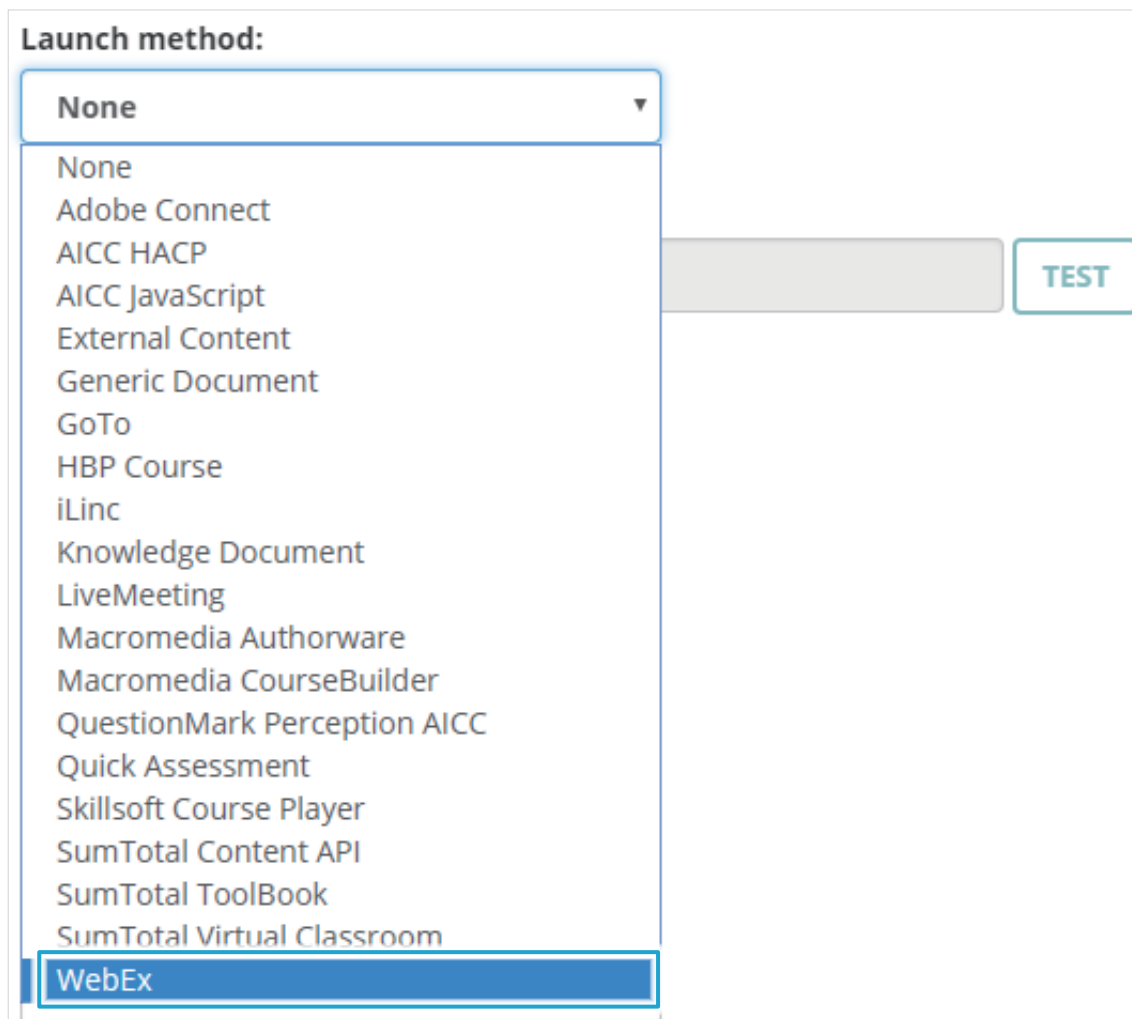 Launch method:
None
None
Adobe Connect
AICC HACP
AICC JavaScript
TEST
External Content
Generic Document
GoTo
HBP Course
iLinc
Knowledge Document
LiveMeeting
Macromedia Authorware
Macromedia CourseBuilder
QuestionMark Perception AICC
Quick Assessment
Skillsoft Course Player
SumTotal Content API
SumTotal ToolBook
SumTotal Virtual Classroom
WebEx